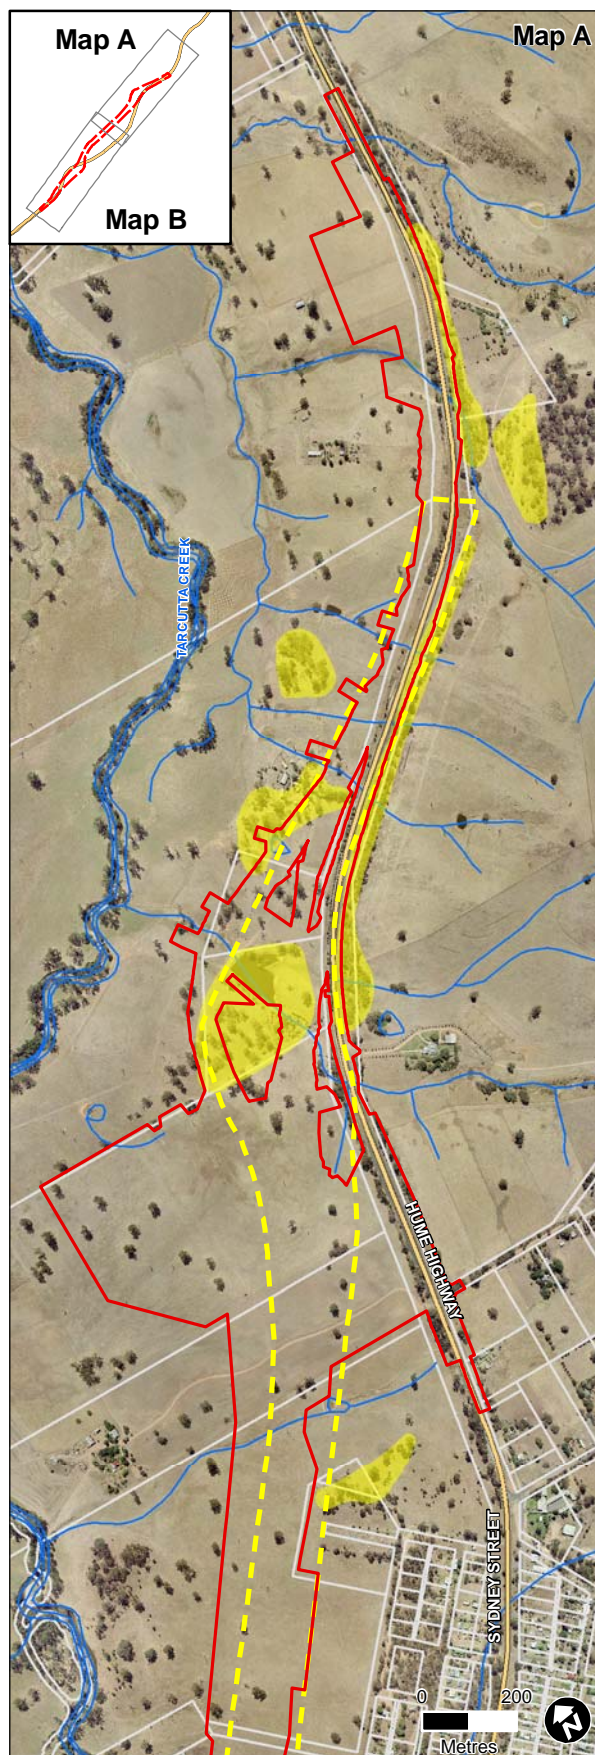 Map A
Map B
Map A
TARCUTTA CREEK
HUME HIGHWAY
SYDNEY STREET
0 200
Metres
N